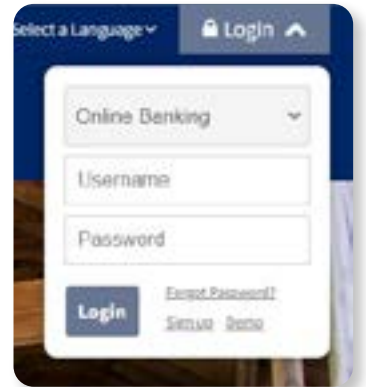 Select a Language
Login
Online Banking
Username
Password
Login
Forgot Password?
Sign up Demo